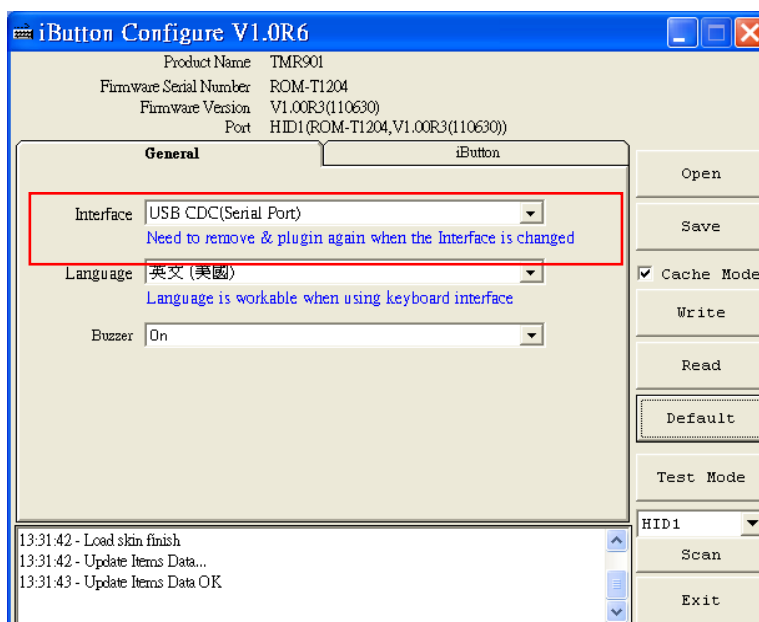 iButton Configure V1.0R6
Product Name TMR901
Firmware Serial Number ROM-T1204
Firmware Version V1.00R3(110630)
Port HID1(ROM-T1204,V1.00R3(110630))
General iButton
Interface USB CDC(Serial Port)
Need to remove & plugin again when the Interface is changed
Language 英文 (美國)
Language is workable when using keyboard interface
Buzzer On
Open
Save
Cache Mode
Write
Read
Default
Test Mode
HID1
Scan
Exit
13:31:42 - Load skin finish
13:31:42 - Update Items Data...
13:31:43 - Update Items Data OK